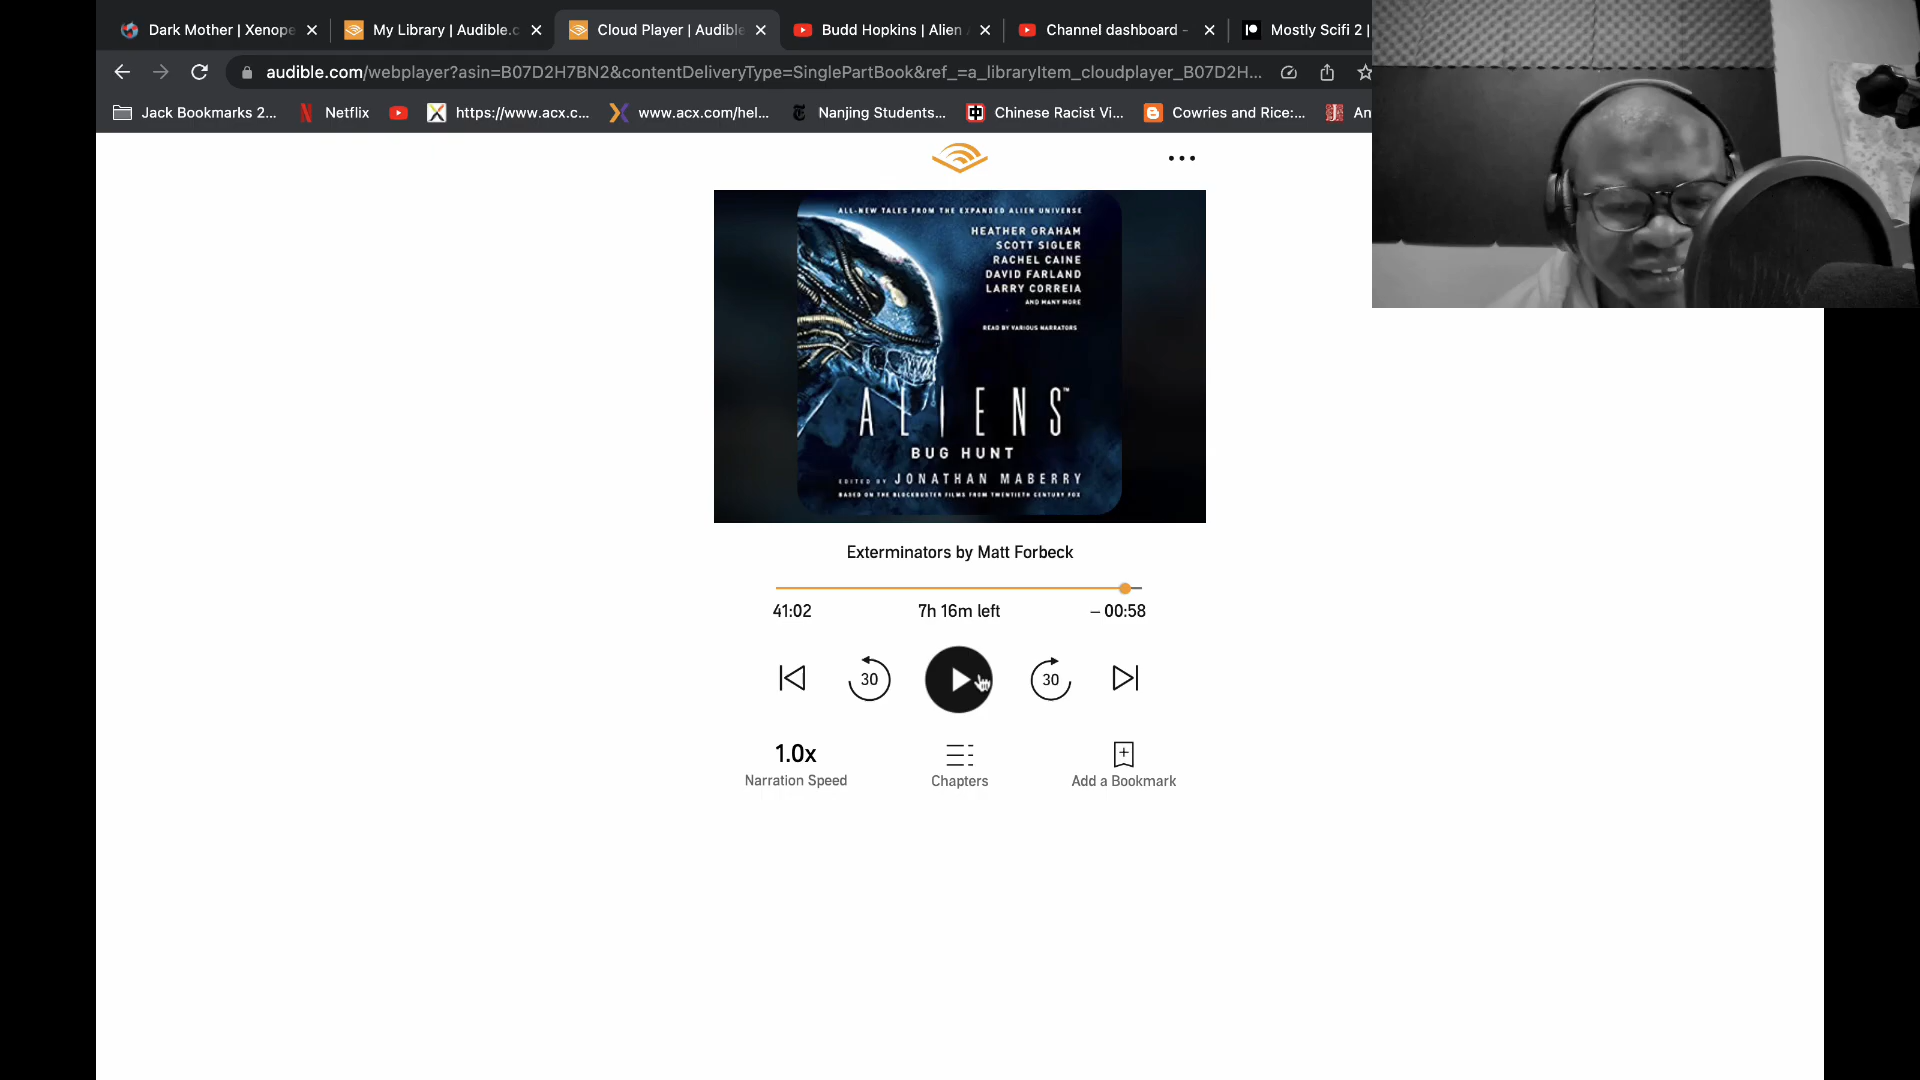 Dark Mother | Xenope
My Library | Audible.c
Cloud Player | Audible
Budd Hopkins | Alien A
Channel dashboard -
Mostly Scifi 2 |
audible.com/webplayer?asin=B07D2H7BN2&contentDeliveryType=SinglePartBook&ref_=a_libraryItem_cloudplayer_B07D2H...
Jack Bookmarks 2...
Netflix
https://www.acx.c...
www.acx.com/hel...
Nanjing Students...
Chinese Racist Vi...
Cowries and Rice:...
An
ALL-NEW TALES FROM THE EXPANDED ALIEN UNIVERSE
HEATHER GRAHAM
SCOTT SIGLER
RACHEL CAINE
DAVID FARLAND
LARRY CORREIA
AND MANY MORE
READ BY VARIOUS NARRATORS
ALIENS™
BUG HUNT
EDITED BY JONATHAN MABERRY
BASED ON THE BLOCKBUSTER FILMS FROM TWENTIETH CENTURY FOX
Exterminators by Matt Forbeck
41:02
7h 16m left
– 00:58
30
30
1.0x
Narration Speed
Chapters
Add a Bookmark